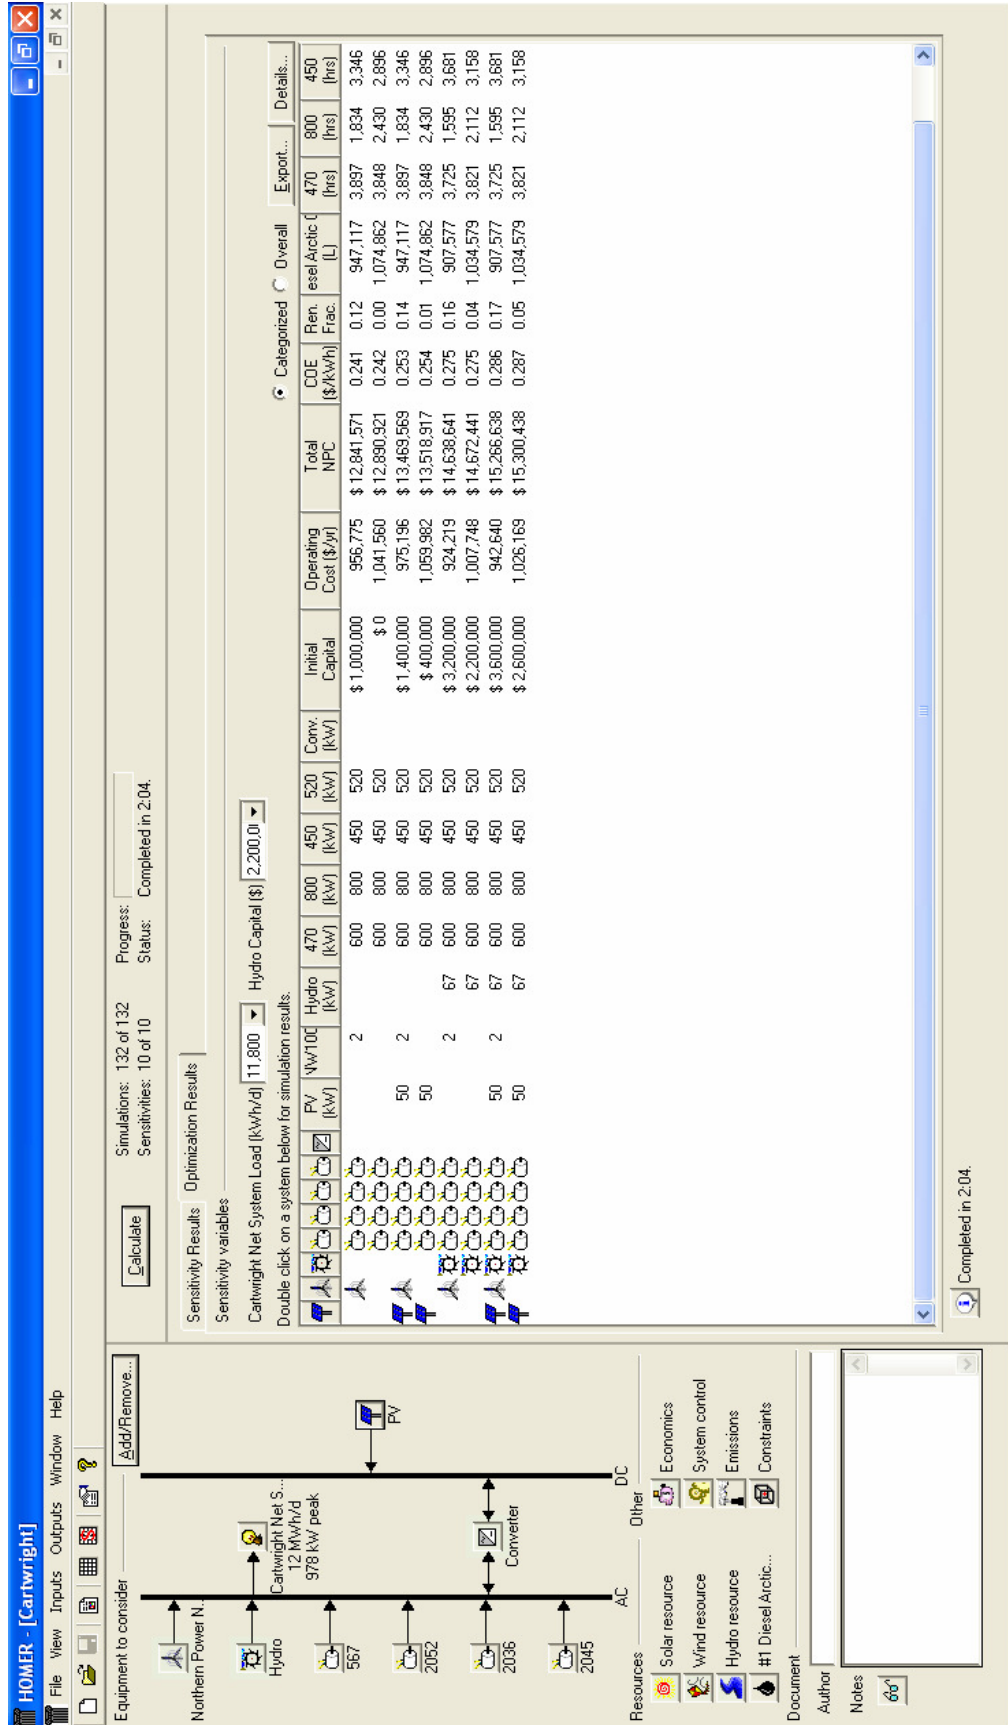 HOMER - [Cartwright]
File View Inputs Outputs Window Help
Equipment to consider
Add/Remove...
Northern Power N...
Hydro
Cartwright Net S...
12 MWh/d
978 kW peak
567
2052
2036
2045
Converter
PV
AC
DC
Resources
Other
Solar resource
Economics
Wind resource
System control
Hydro resource
Emissions
#1 Diesel Arctic...
Constraints
Document
Author
Notes
Calculate
Simulations: 132 of 132
Progress:
Sensitivities: 10 of 10
Status: Completed in 2:04.
Sensitivity Results
Optimization Results
Sensitivity variables
Cartwright Net System Load (kWh/d) 11,800 Hydro Capital ($) 2,200,0
Double click on a system below for simulation results.
Categorized
Overall
Export...
Details...
PV (kW) NW100 Hydro (kW) 470 (kW) 800 (kW) 450 (kW) 520 (kW) Conv. (kW) Initial Capital Operating Cost ($/yr) Total NPC COE ($/kWh) Ren. Frac. esel Arctic (L) 470 (hrs) 800 (hrs) 450 (hrs)
2 600 800 450 520 $ 1,000,000 956,775 $ 12,841,571 0.241 0.12 947,117 3,897 1,834 3,346
600 800 450 520 $ 0 1,041,560 $ 12,890,921 0.242 0.00 1,074,862 3,848 2,430 2,896
50 2 600 800 450 520 $ 1,400,000 975,196 $ 13,469,569 0.253 0.14 947,117 3,897 1,834 3,346
50 600 800 450 520 $ 400,000 1,059,982 $ 13,518,917 0.254 0.01 1,074,862 3,848 2,430 2,896
2 67 600 800 450 520 $ 3,200,000 924,219 $ 14,638,641 0.275 0.16 907,577 3,725 1,595 3,681
67 600 800 450 520 $ 2,200,000 1,007,748 $ 14,672,441 0.275 0.04 1,034,579 3,821 2,112 3,158
50 2 67 600 800 450 520 $ 3,600,000 942,640 $ 15,266,638 0.286 0.17 907,577 3,725 1,595 3,681
50 67 600 800 450 520 $ 2,600,000 1,026,169 $ 15,300,438 0.287 0.05 1,034,579 3,821 2,112 3,158
Completed in 2:04.